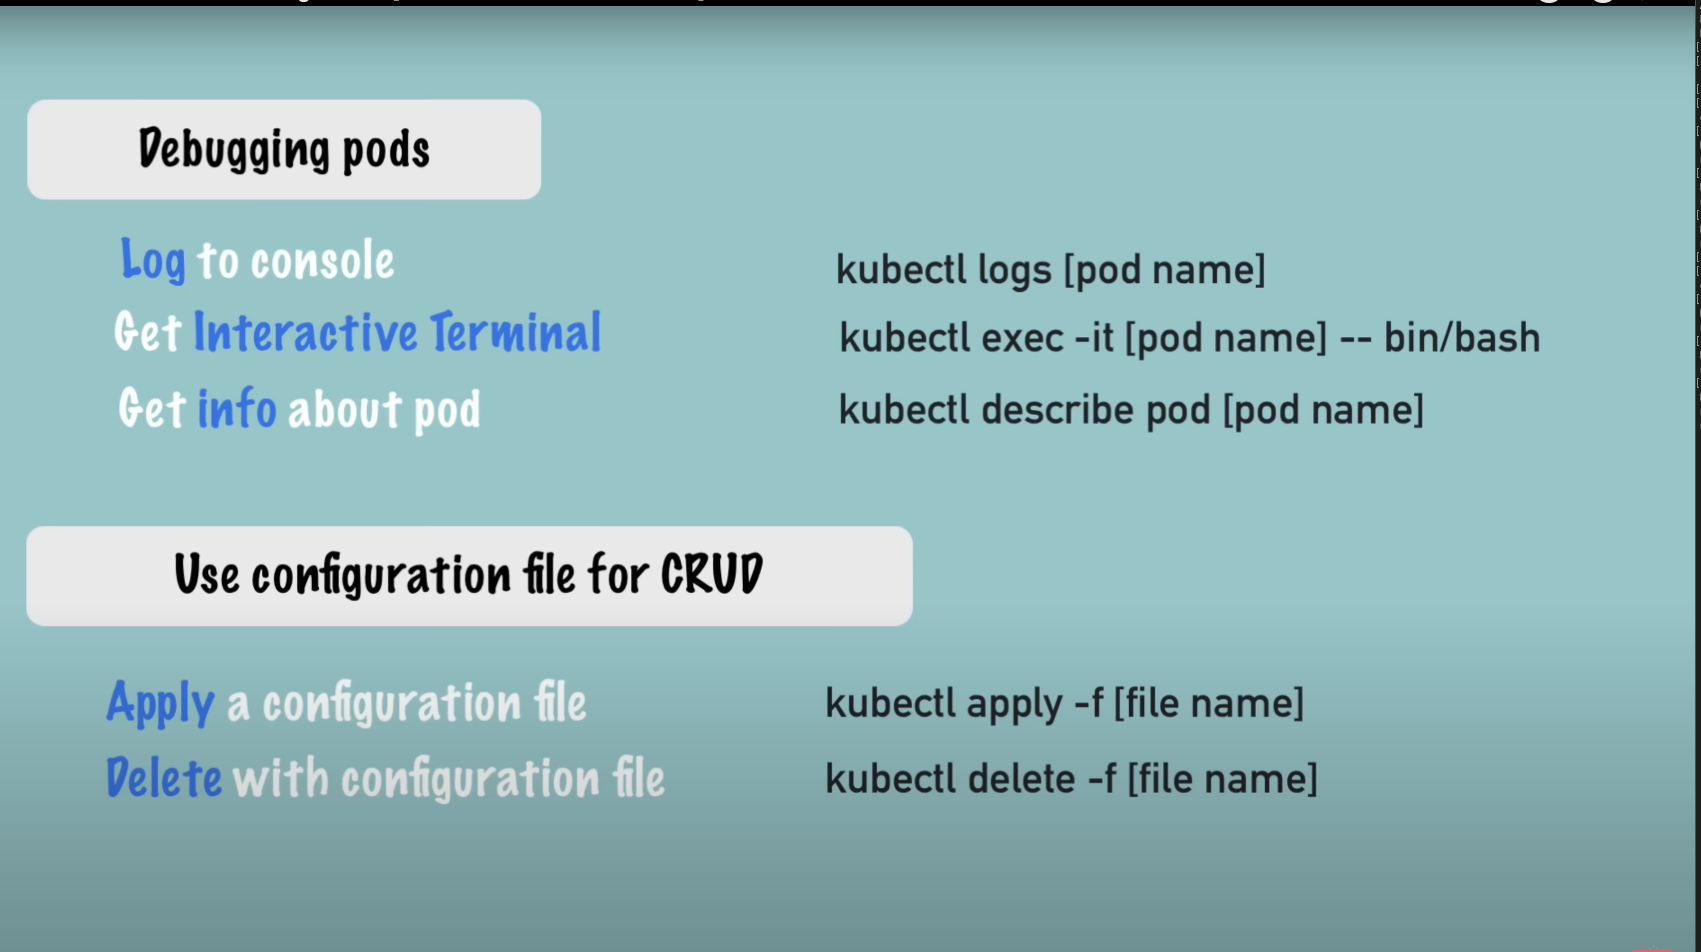 Debugging pods
Log to console
kubectl logs [pod name]
Get Interactive Terminal
kubectl exec -it [pod name] -- bin/bash
Get info about pod
kubectl describe pod [pod name]
Use configuration file for CRUD
Apply a configuration file
kubectl apply -f [file name]
Delete with configuration file
kubectl delete -f [file name]